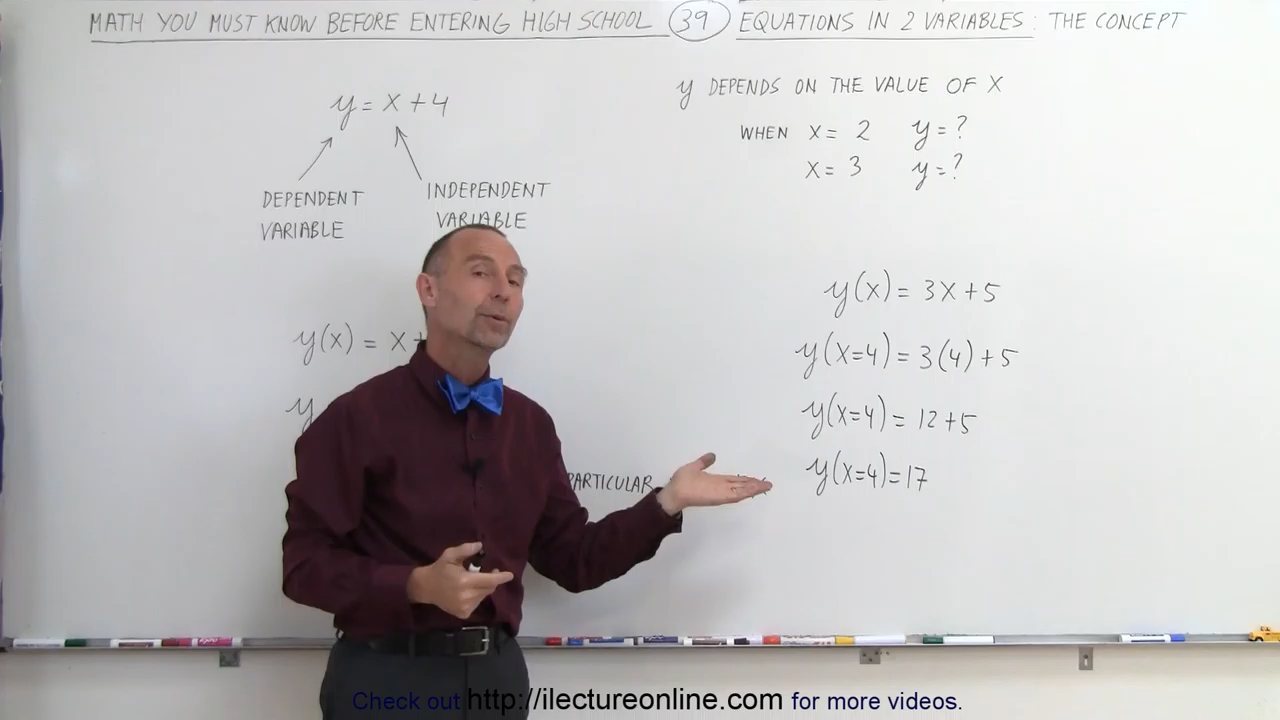 MATH YOU MUST KNOW BEFORE ENTERING HIGH SCHOOL 39 EQUATIONS IN 2 VARIABLES : THE CONCEPT
y = x + 4
DEPENDENT
VARIABLE
INDEPENDENT
VARIABLE
y(x) = x +
y
PARTICULAR
y DEPENDS ON THE VALUE OF X
WHEN x = 2 y = ?
x = 3 y = ?
y(x) = 3x + 5
y(x=4) = 3(4) + 5
y(x=4) = 12 + 5
y(x=4) = 17
Check out http://ilectureonline.com for more videos.